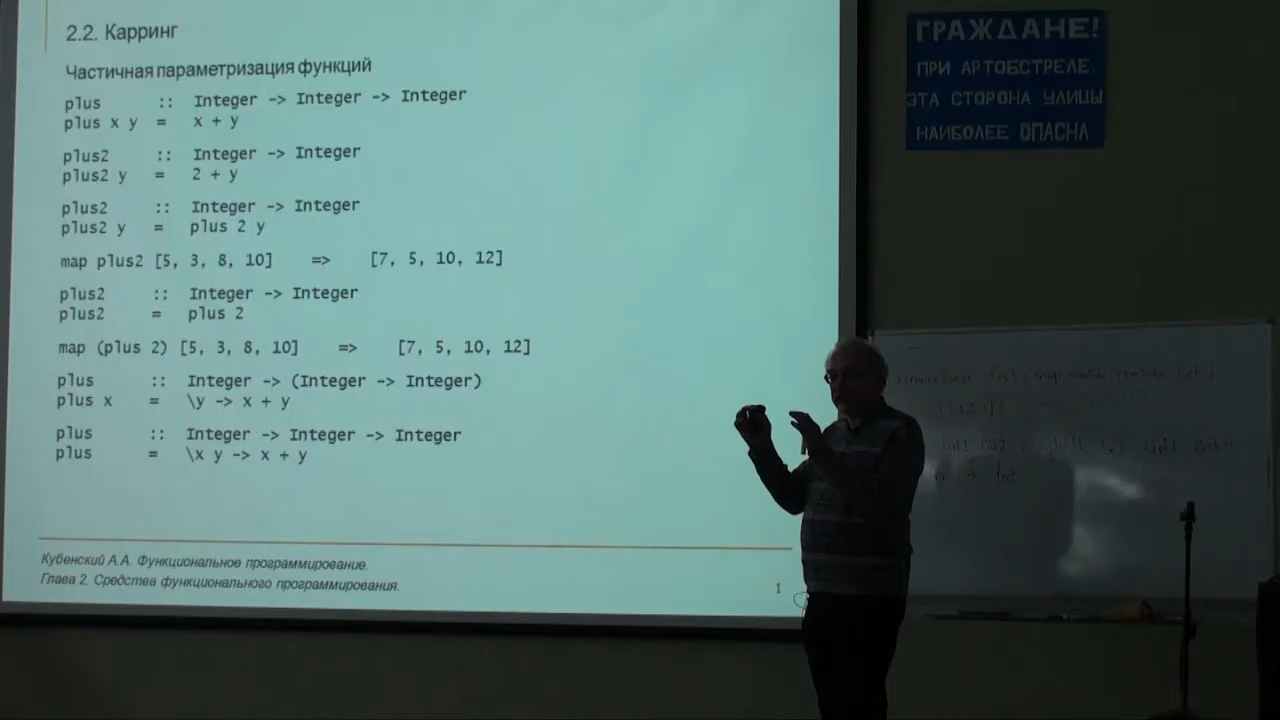 2.2. Карринг
Частичная параметризация функций
plus :: Integer -> Integer -> Integer
plus x y = x + y
plus2 :: Integer -> Integer
plus2 y = 2 + y
plus2 :: Integer -> Integer
plus2 y = plus 2 y
map plus2 [5, 3, 8, 10] => [7, 5, 10, 12]
plus2 :: Integer -> Integer
plus2 = plus 2
map (plus 2) [5, 3, 8, 10] => [7, 5, 10, 12]
plus :: Integer -> (Integer -> Integer)
plus x = \y -> x + y
plus :: Integer -> Integer -> Integer
plus = \x y -> x + y
Кубенский А.А. Функциональное программирование.
Глава 2. Средства функционального программирования.
1
ГРАЖДАНЕ!
ПРИ АРТОБСТРЕЛЕ
ЭТА СТОРОНА УЛИЦЫ
НАИБОЛЕЕ ОПАСНА